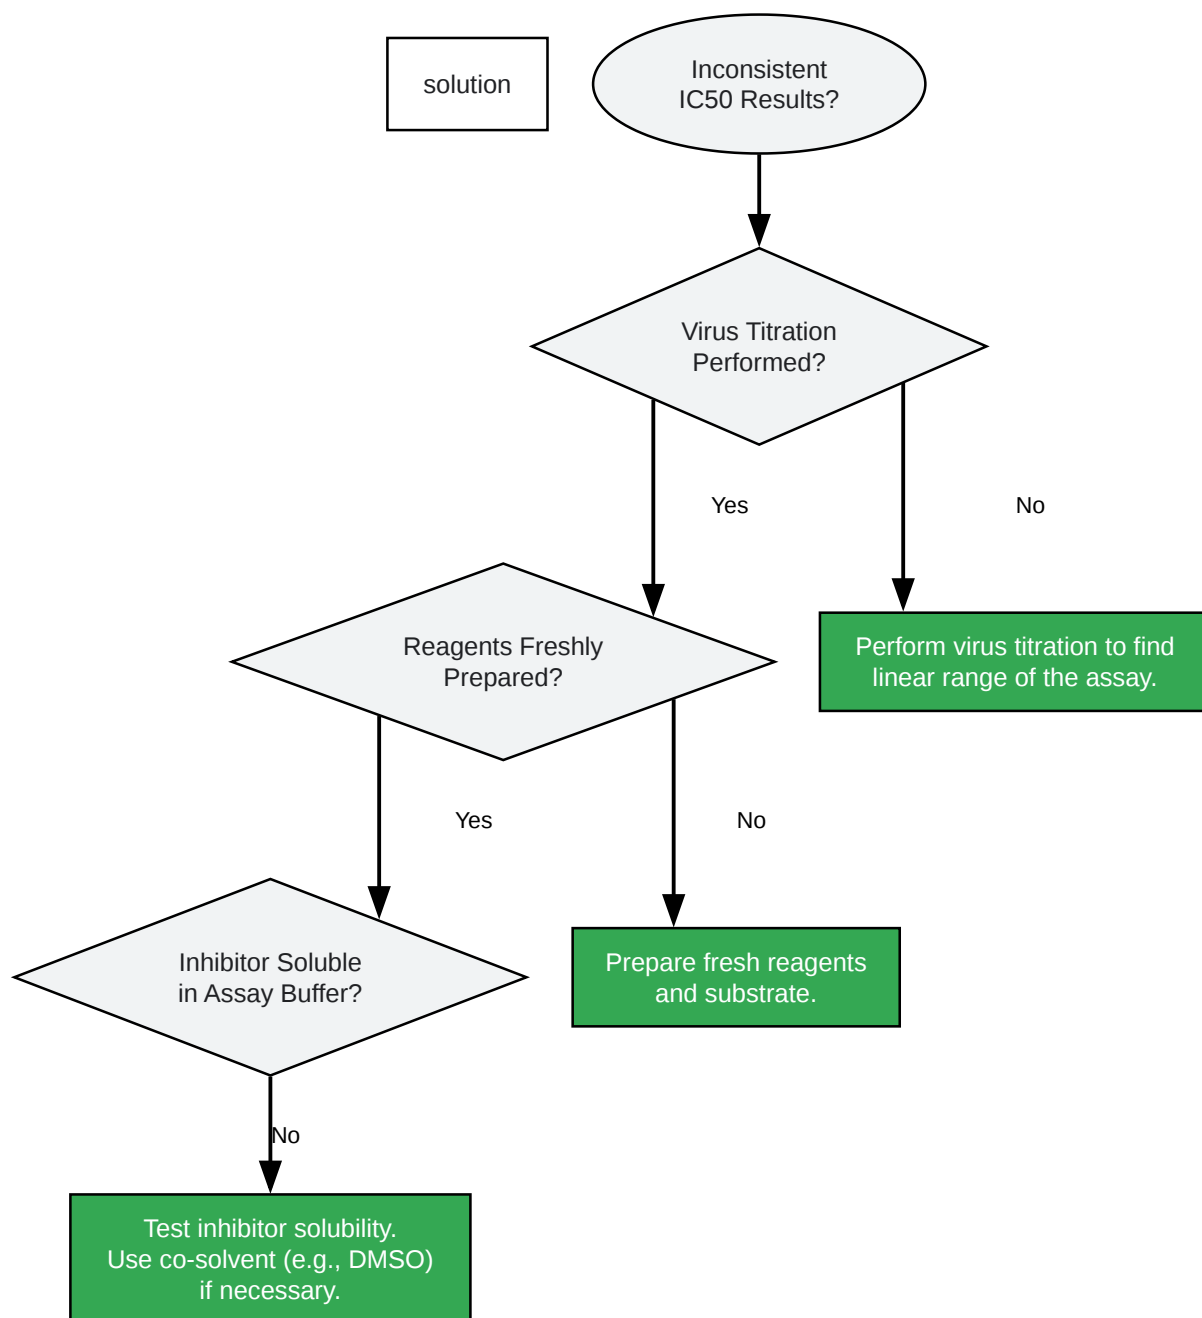 solution
Inconsistent
IC50 Results?
Virus Titration
Performed?
Yes
No
Reagents Freshly
Prepared?
Perform virus titration to find
linear range of the assay.
Yes
No
Inhibitor Soluble
in Assay Buffer?
Prepare fresh reagents
and substrate.
No
Test inhibitor solubility.
Use co-solvent (e.g., DMSO)
if necessary.